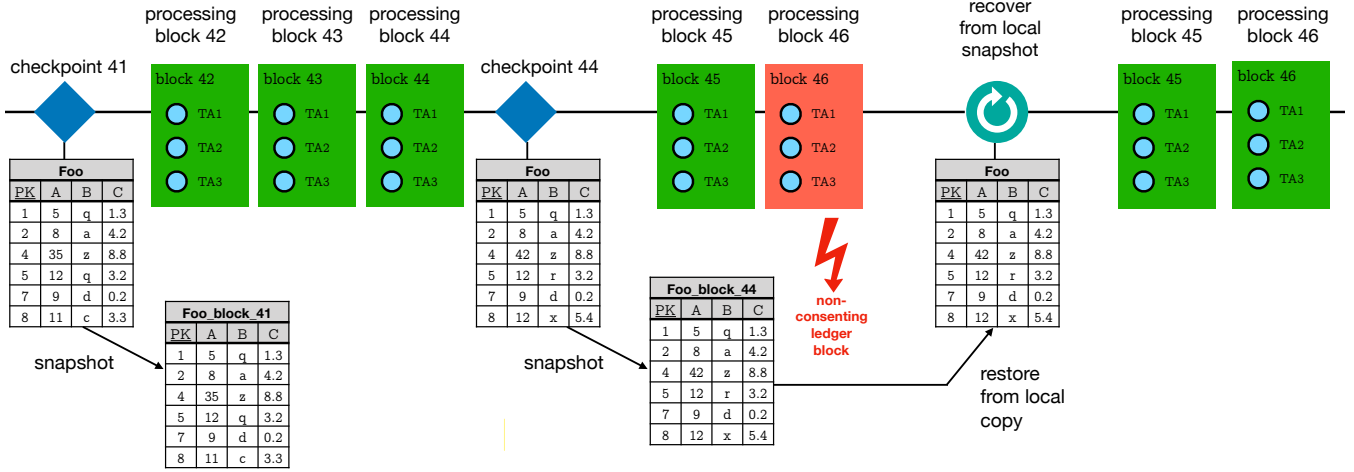 processing
block 42
processing
block 43
processing
block 44
processing
block 45
processing
block 46
recover
from local
snapshot
processing
block 45
processing
block 46
checkpoint 41
block 42
TA1
TA2
TA3
block 43
TA1
TA2
TA3
block 44
TA1
TA2
TA3
checkpoint 44
block 45
TA1
TA2
TA3
block 46
TA1
TA2
TA3
block 45
TA1
TA2
TA3
block 46
TA1
TA2
TA3
Foo
PK A B C
1 5 q 1.3
2 8 a 4.2
4 35 z 8.8
5 12 q 3.2
7 9 d 0.2
8 11 c 3.3
snapshot
Foo_block_41
PK A B C
1 5 q 1.3
2 8 a 4.2
4 35 z 8.8
5 12 q 3.2
7 9 d 0.2
8 11 c 3.3
Foo
PK A B C
1 5 q 1.3
2 8 a 4.2
4 42 z 8.8
5 12 r 3.2
7 9 d 0.2
8 12 x 5.4
snapshot
Foo_block_44
PK A B C
1 5 q 1.3
2 8 a 4.2
4 42 z 8.8
5 12 r 3.2
7 9 d 0.2
8 12 x 5.4
non-
consenting
ledger
block
Foo
PK A B C
1 5 q 1.3
2 8 a 4.2
4 42 z 8.8
5 12 r 3.2
7 9 d 0.2
8 12 x 5.4
restore
from local
copy